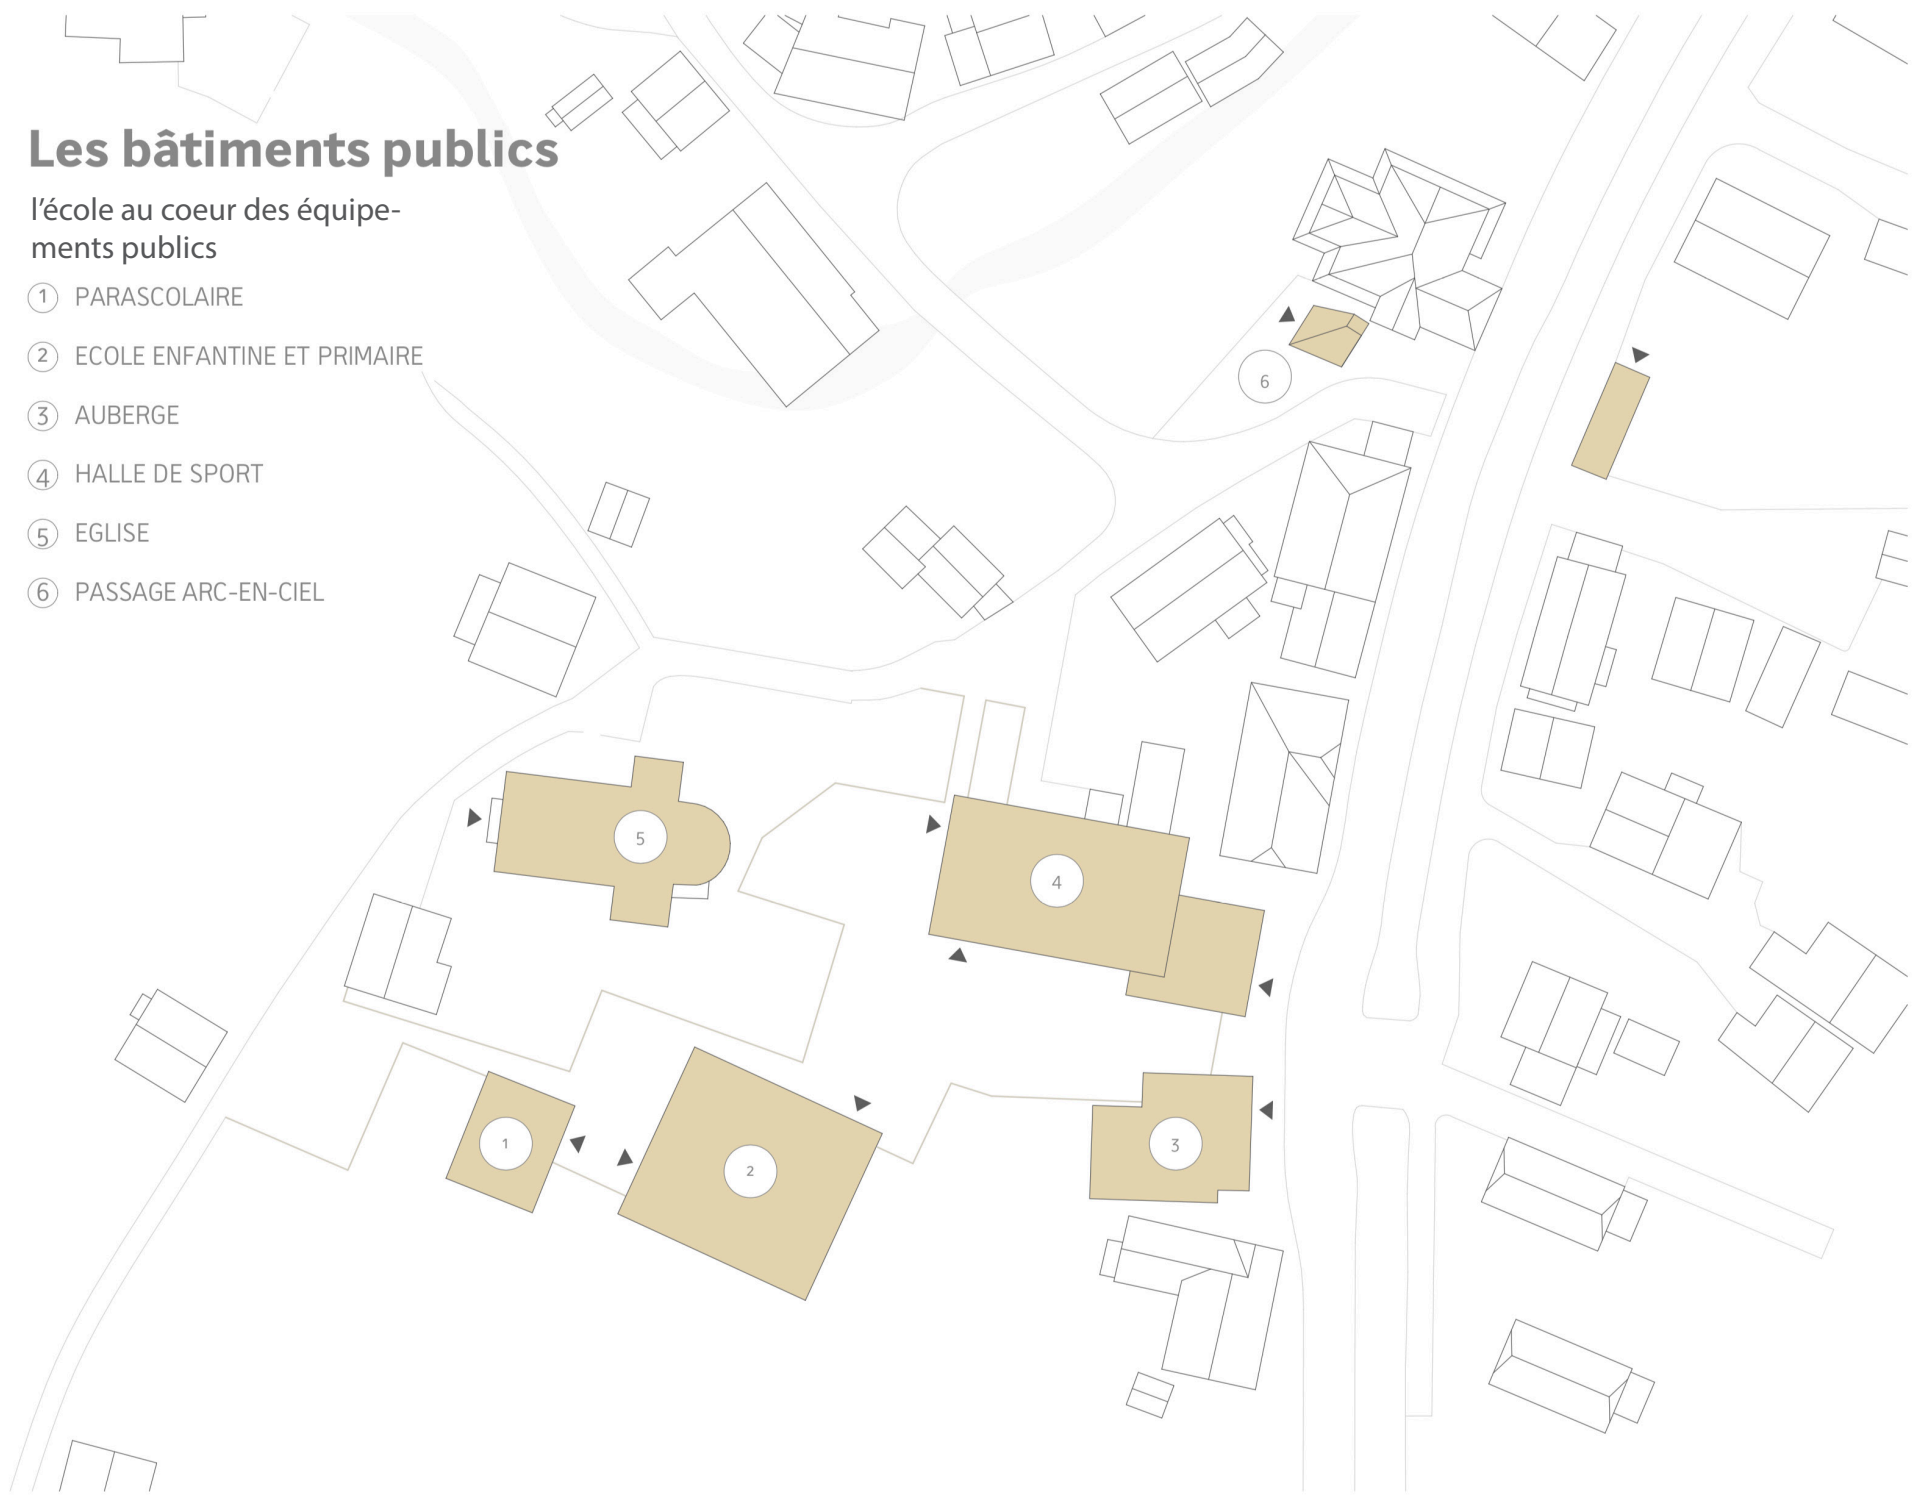 Les bâtiments publics
l'école au coeur des équipe-
ments publics
1 PARASCOLAIRE
2 ECOLE ENFANTINE ET PRIMAIRE
3 AUBERGE
4 HALLE DE SPORT
5 EGLISE
6 PASSAGE ARC-EN-CIEL
6
5
4
1
2
3